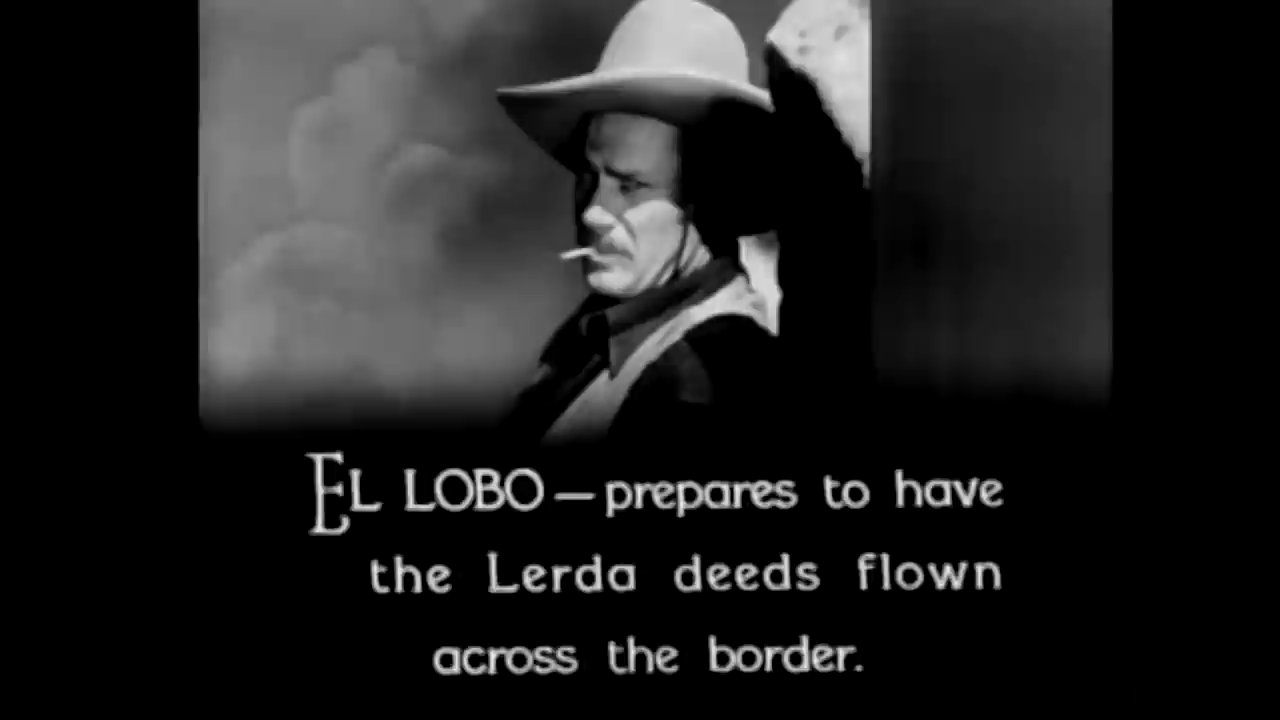 EL LOBO — prepares to have
the Lerda deeds flown
across the border.